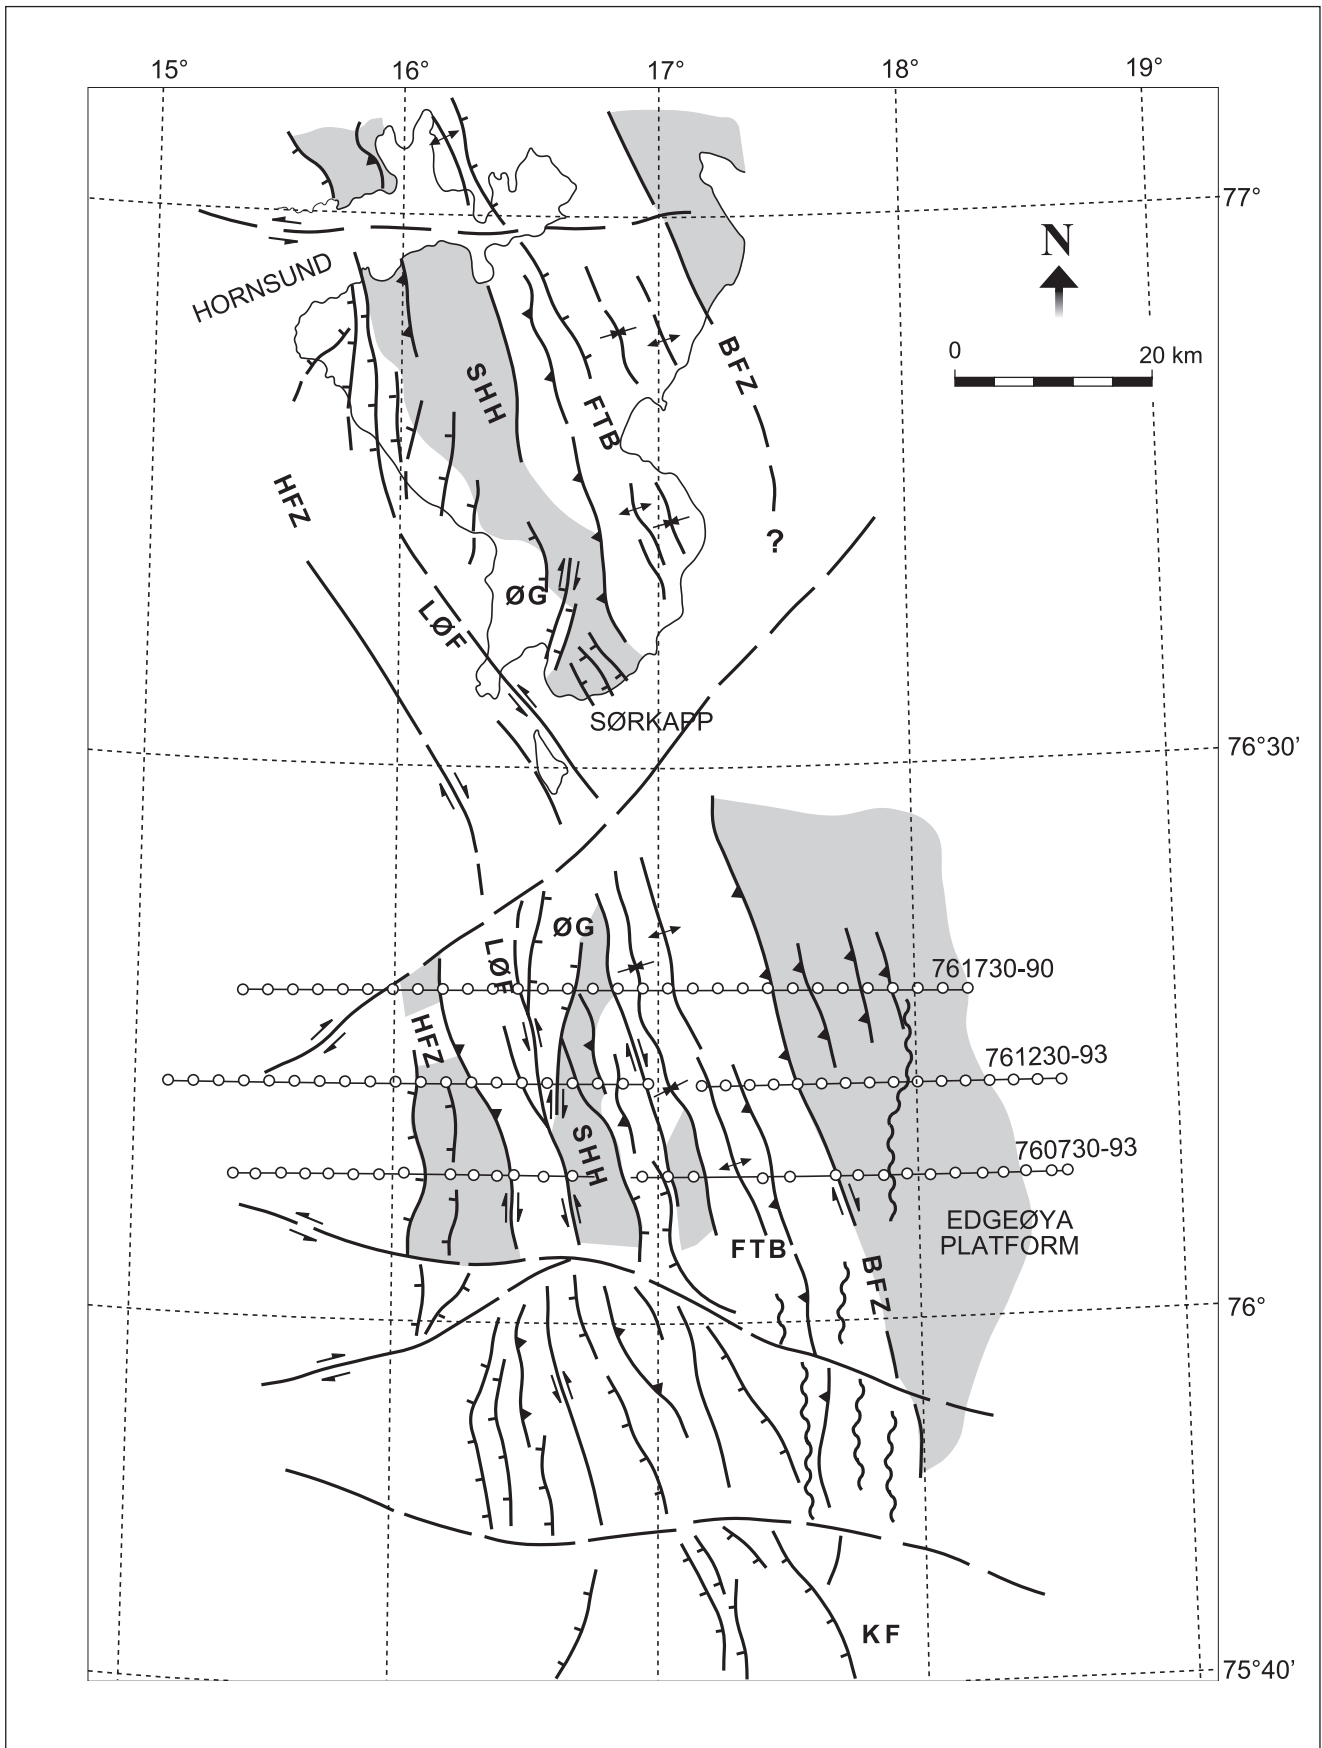 15° 16° 17° 18° 19°
77°
N
HORNSUND
0 20 km
BFZ
SHH
FTB
HFZ
?
ØG
LØF
SØRKAPP
76°30’
ØG
LØF
761730-90
HFZ
761230-93
SHH
760730-93
EDGEØYA
PLATFORM
FTB
BFZ
76°
KF
75°40’